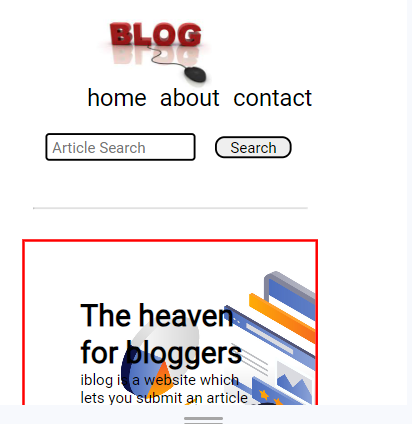 BLOG
home about contact
Article Search Search
The heaven
for bloggers
iblog is a website which
lets you submit an article